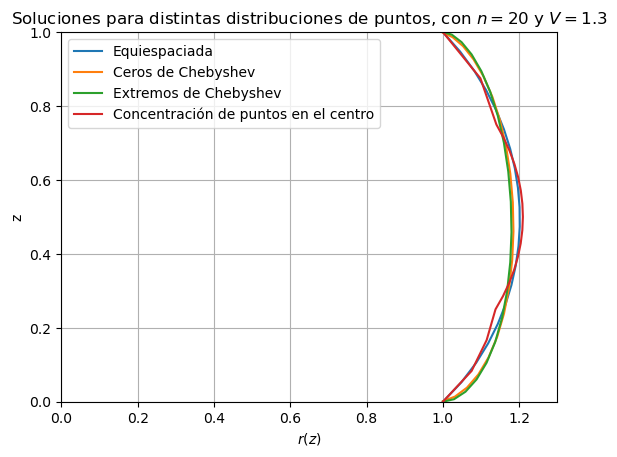 Soluciones para distintas distribuciones de puntos, con n = 20 y V = 1.3
Equiespaciada
Ceros de Chebyshev
Extremos de Chebyshev
Concentración de puntos en el centro
1.0
0.8
0.6
0.4
0.2
0.0
z
0.0 0.2 0.4 0.6 0.8 1.0 1.2
r(z)